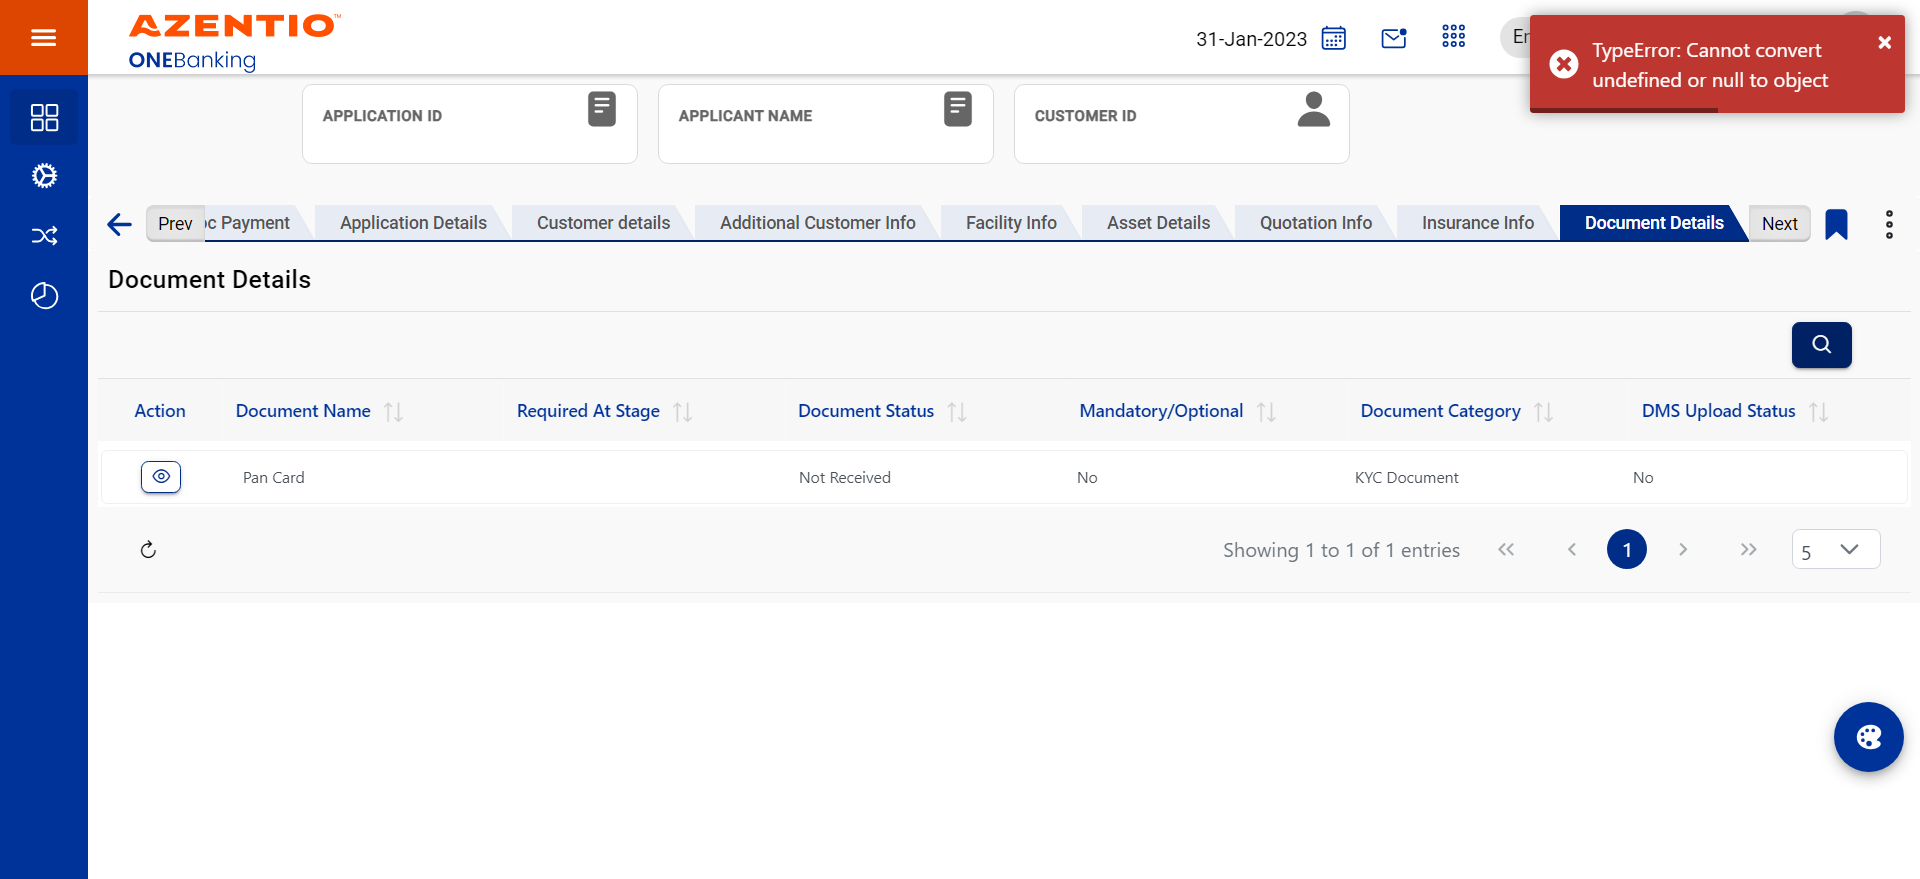 AZENTIO™
ONEBanking
31-Jan-2023
TypeError: Cannot convert
undefined or null to object
APPLICATION ID
APPLICANT NAME
CUSTOMER ID
Prev
Payment
Application Details
Customer details
Additional Customer Info
Facility Info
Asset Details
Quotation Info
Insurance Info
Document Details
Next
Document Details
Action
Document Name
Required At Stage
Document Status
Mandatory/Optional
Document Category
DMS Upload Status
Pan Card
Not Received
No
KYC Document
No
Showing 1 to 1 of 1 entries
1
5